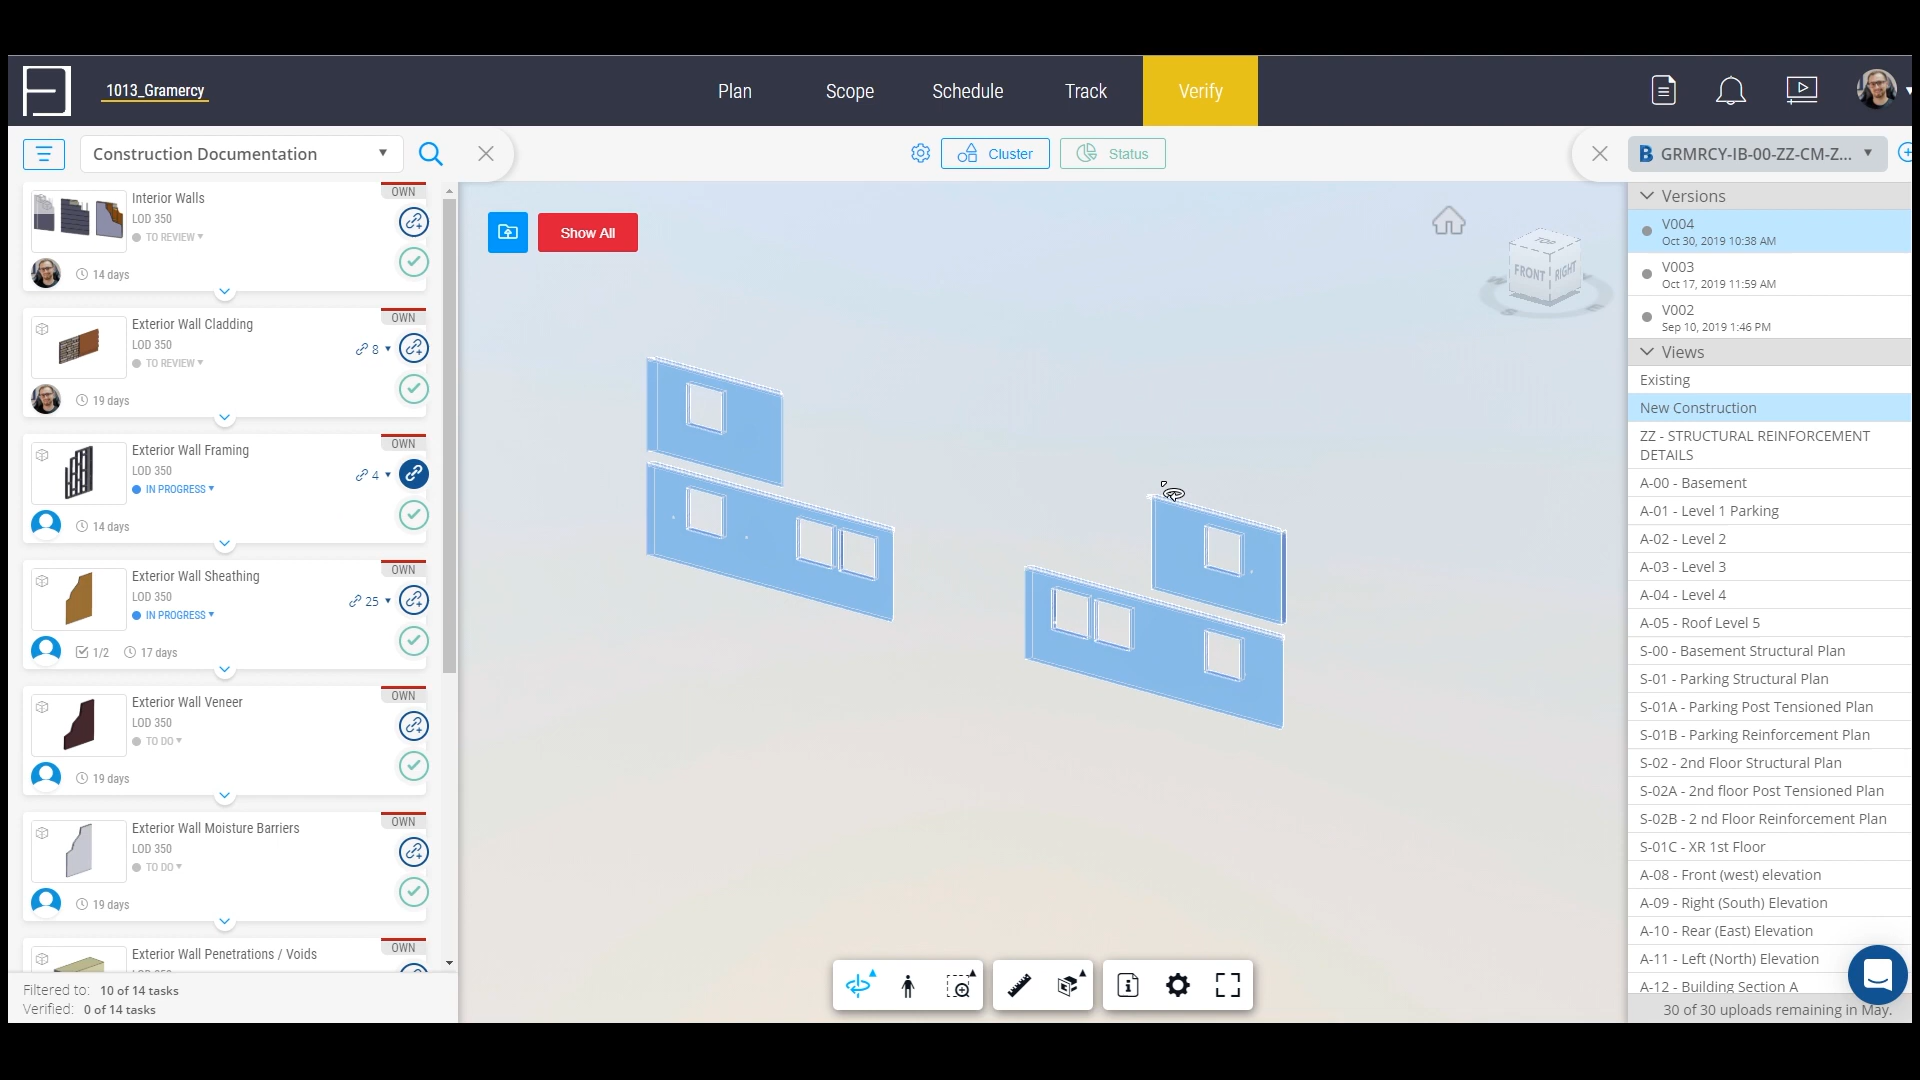 1013_Gramercy
Plan
Scope
Schedule
Track
Verify
Construction Documentation
Cluster
Status
B GRMRCY-IB-00-ZZ-CM-Z...
Show All
TOP
FRONT
RIGHT
OWN
Interior Walls
LOD 350
TO REVIEW
14 days
OWN
Exterior Wall Cladding
LOD 350
8
TO REVIEW
19 days
OWN
Exterior Wall Framing
LOD 350
4
IN PROGRESS
14 days
OWN
Exterior Wall Sheathing
LOD 350
25
IN PROGRESS
1/2 17 days
OWN
Exterior Wall Veneer
LOD 350
TO DO
19 days
OWN
Exterior Wall Moisture Barriers
LOD 350
TO DO
19 days
OWN
Exterior Wall Penetrations / Voids
Filtered to: 10 of 14 tasks
Verified: 0 of 14 tasks
Versions
V004
Oct 30, 2019 10:38 AM
V003
Oct 17, 2019 11:59 AM
V002
Sep 10, 2019 1:46 PM
Views
Existing
New Construction
ZZ - STRUCTURAL REINFORCEMENT
DETAILS
A-00 - Basement
A-01 - Level 1 Parking
A-02 - Level 2
A-03 - Level 3
A-04 - Level 4
A-05 - Roof Level 5
S-00 - Basement Structural Plan
S-01 - Parking Structural Plan
S-01A - Parking Post Tensioned Plan
S-01B - Parking Reinforcement Plan
S-02 - 2nd Floor Structural Plan
S-02A - 2nd floor Post Tensioned Plan
S-02B - 2 nd Floor Reinforcement Plan
S-01C - XR 1st Floor
A-08 - Front (west) elevation
A-09 - Right (South) Elevation
A-10 - Rear (East) Elevation
A-11 - Left (North) Elevation
A-12 - Building Section A
30 of 30 uploads remaining in May.